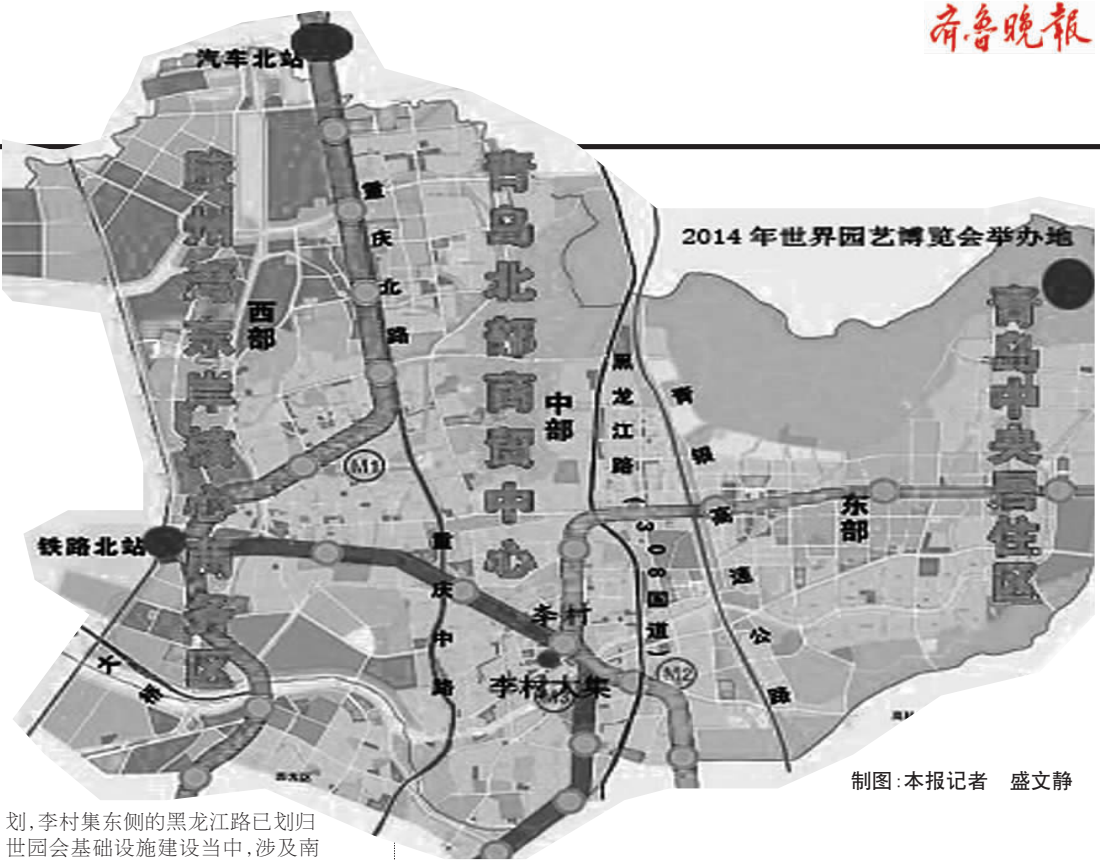 齐鲁晚报
汽车北站
重庆北路
青岛北部商贸中心
2014年世界园艺博览会举办地
胶州湾东岸
西部
中部
黑龙江路(308国道)
青银高速公路
青岛中央居住区
M1
东部
铁路北站
重庆中路
李村
李村大集
M2
M3
制图:本报记者 盛文静
划,李村集东侧的黑龙江路已划归
世园会基础设施建设当中,涉及南